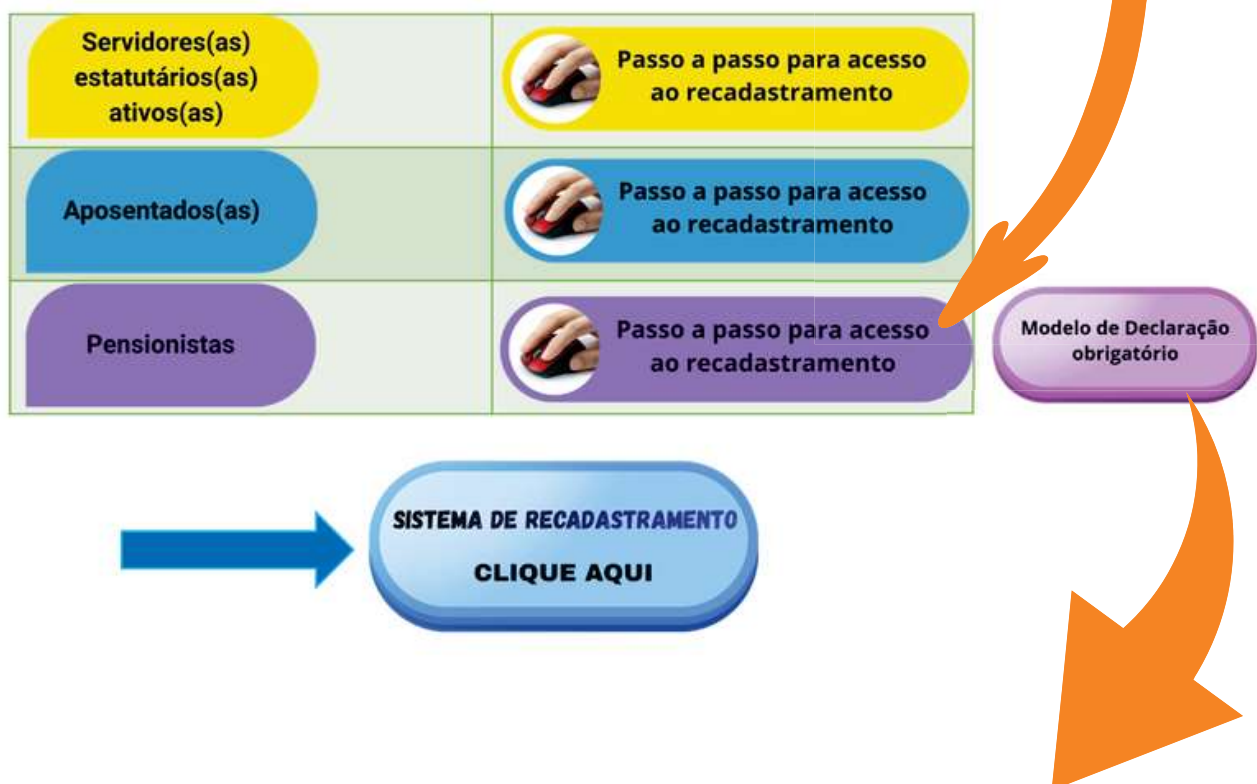 Servidores(as)
estatutários(as)
ativos(as)
Passo a passo para acesso
ao recadastramento
Aposentados(as)
Passo a passo para acesso
ao recadastramento
Pensionistas
Passo a passo para acesso
ao recadastramento
Modelo de Declaração
obrigatório
SISTEMA DE RECADASTRAMENTO
CLIQUE AQUI